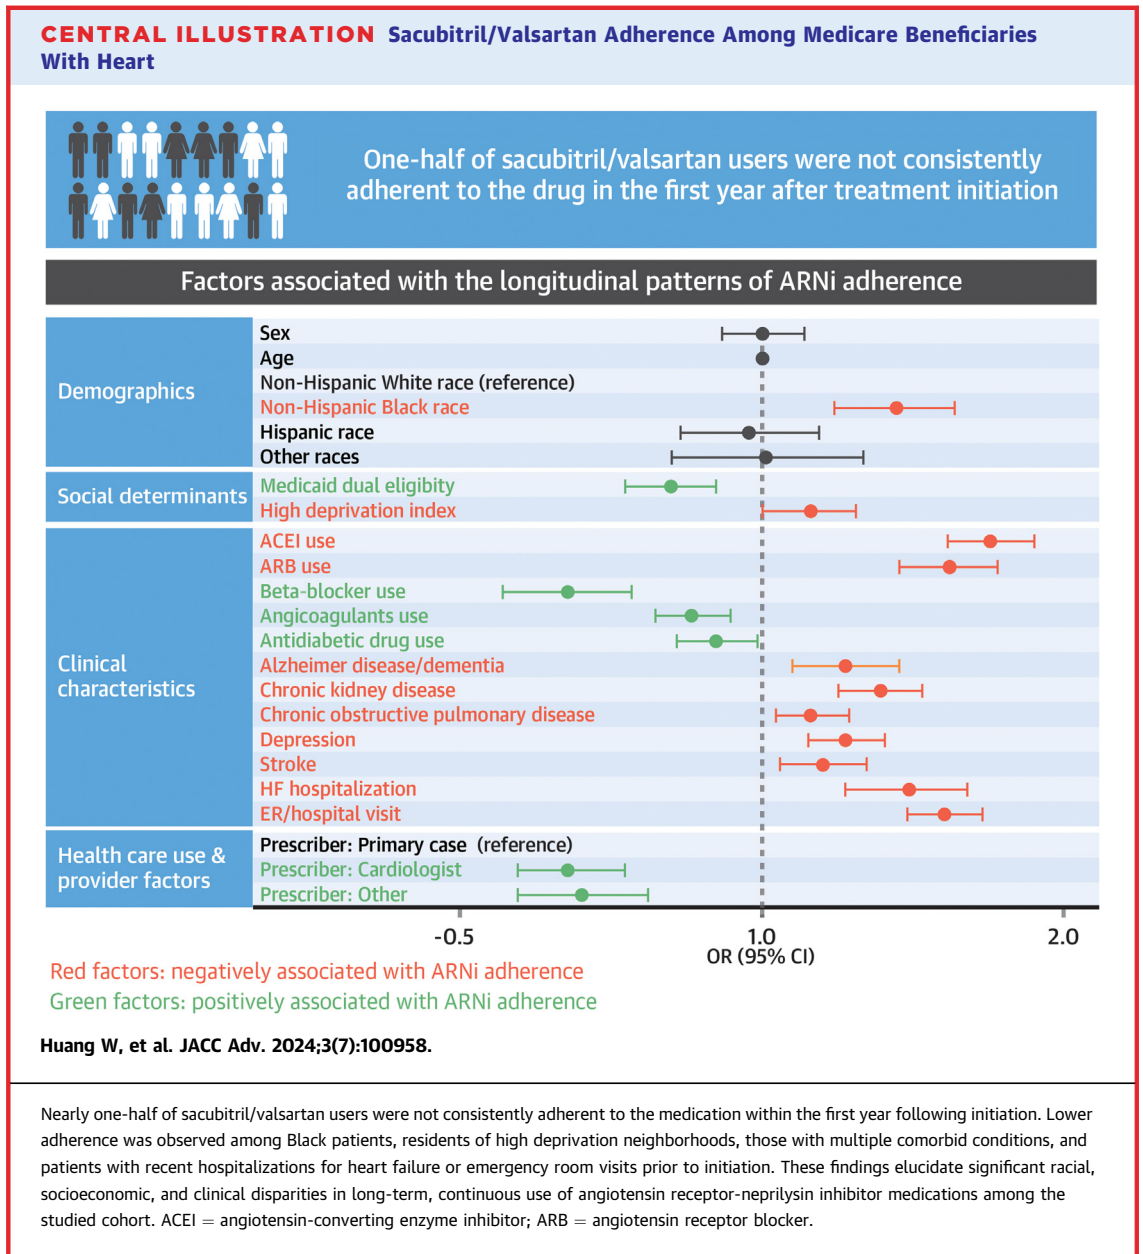 CENTRAL ILLUSTRATION Sacubitril/Valsartan Adherence Among Medicare Beneficiaries
With Heart
One-half of sacubitril/valsartan users were not consistently
adherent to the drug in the first year after treatment initiation
Factors associated with the longitudinal patterns of ARNi adherence
Demographics
Sex
Age
Non-Hispanic White race (reference)
Non-Hispanic Black race
Hispanic race
Other races
Social determinants
Medicaid dual eligibity
High deprivation index
Clinical
characteristics
ACEI use
ARB use
Beta-blocker use
Angicoagulants use
Antidiabetic drug use
Alzheimer disease/dementia
Chronic kidney disease
Chronic obstructive pulmonary disease
Depression
Stroke
HF hospitalization
ER/hospital visit
Health care use &
provider factors
Prescriber: Primary case (reference)
Prescriber: Cardiologist
Prescriber: Other
-0.5 1.0 2.0
OR (95% CI)
Red factors: negatively associated with ARNi adherence
Green factors: positively associated with ARNi adherence
Huang W, et al. JACC Adv. 2024;3(7):100958.
Nearly one-half of sacubitril/valsartan users were not consistently adherent to the medication within the first year following initiation. Lower
adherence was observed among Black patients, residents of high deprivation neighborhoods, those with multiple comorbid conditions, and
patients with recent hospitalizations for heart failure or emergency room visits prior to initiation. These findings elucidate significant racial,
socioeconomic, and clinical disparities in long-term, continuous use of angiotensin receptor-neprilysin inhibitor medications among the
studied cohort. ACEI = angiotensin-converting enzyme inhibitor; ARB = angiotensin receptor blocker.